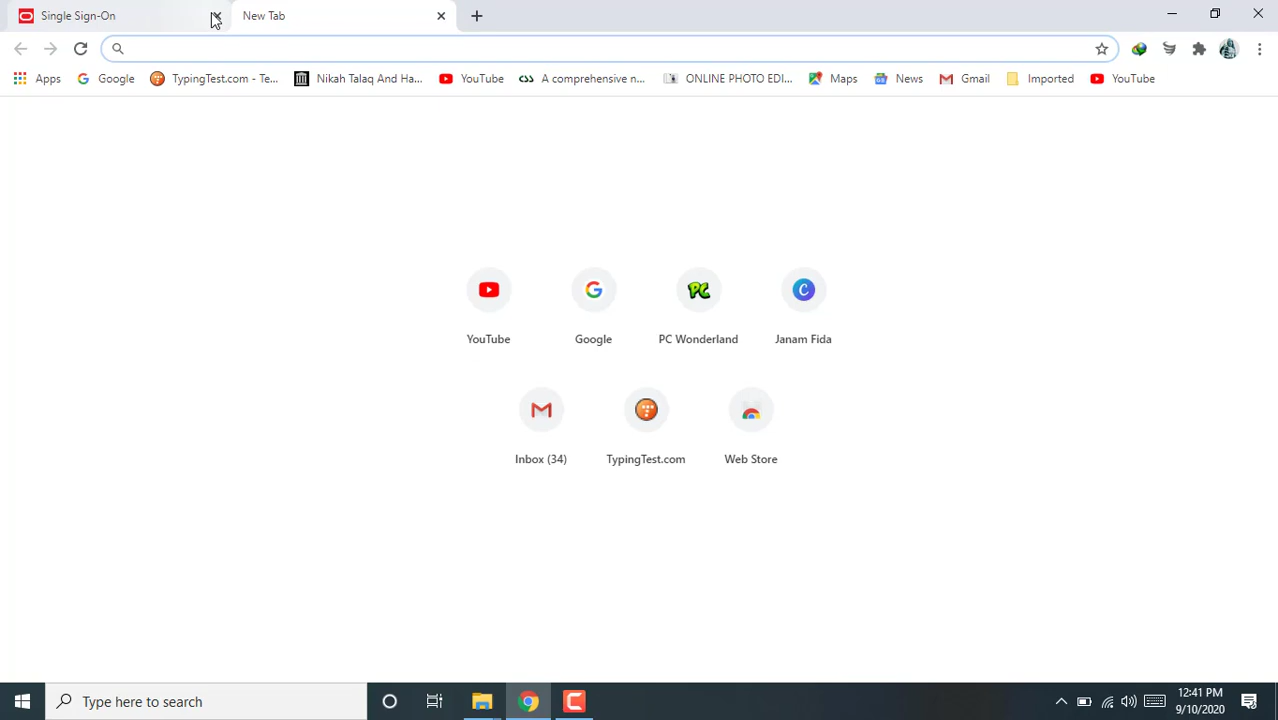 Single Sign-On
New Tab
Apps
Google
TypingTest.com - Te...
Nikah Talaq And Ha...
YouTube
A comprehensive n...
ONLINE PHOTO EDI...
Maps
News
Gmail
Imported
YouTube
YouTube
Google
PC Wonderland
Janam Fida
Inbox (34)
TypingTest.com
Web Store
Type here to search
12:41 PM
9/10/2020